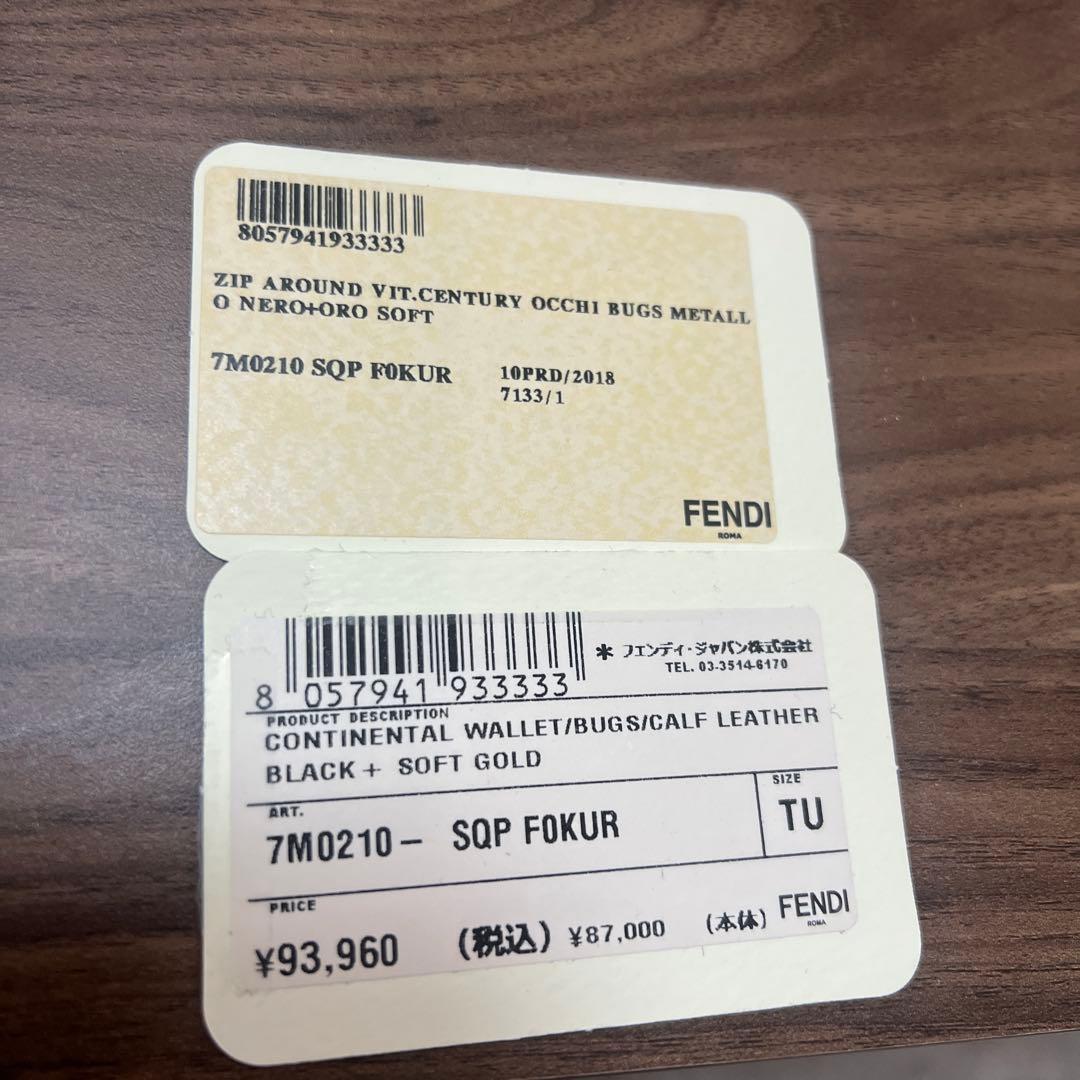 8057941933333
ZIP AROUND VIT.CENTURY OCCHI BUGS METALL
O NERO+ORO SOFT
7M0210 SQP F0KUR
10PRD/2018
7133/1
FENDI
ROMA
8 057941 933333
* フエンディ・ジャパン株式会社
TEL. 03-3514-6170
PRODUCT DESCRIPTION
CONTINENTAL WALLET/BUGS/CALF LEATHER
BLACK+ SOFT GOLD
ART.
7M0210- SQP F0KUR
SIZE
TU
PRICE
¥93,960 (税込) ¥87,000 (本体)
FENDI
ROMA